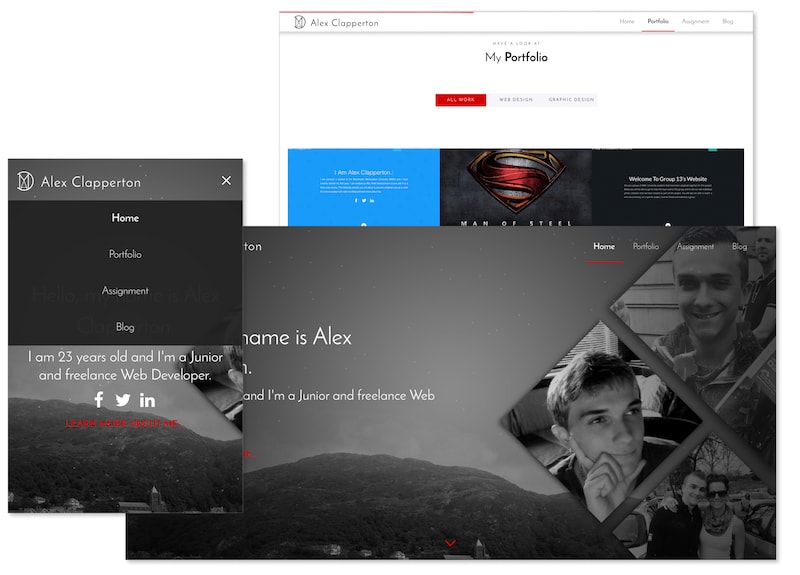 Alex Clapperton
Home
Portfolio
Assignment
Blog
HAVE A LOOK AT
My Portfolio
ALL WORK
WEB DESIGN
GRAPHIC DESIGN
I Am Alex Clapperton.
MAN OF STEEL
Welcome To Group 13's Website
Alex Clapperton
Home
Portfolio
Assignment
Blog
Hello, my name is Alex
Clapperton
I am 23 years old and I'm a Junior
and freelance Web Developer.
LEARN MORE ABOUT ME
ton
Home
Portfolio
Assignment
Blog
name is Alex
n.
and I'm a Junior and freelance Web